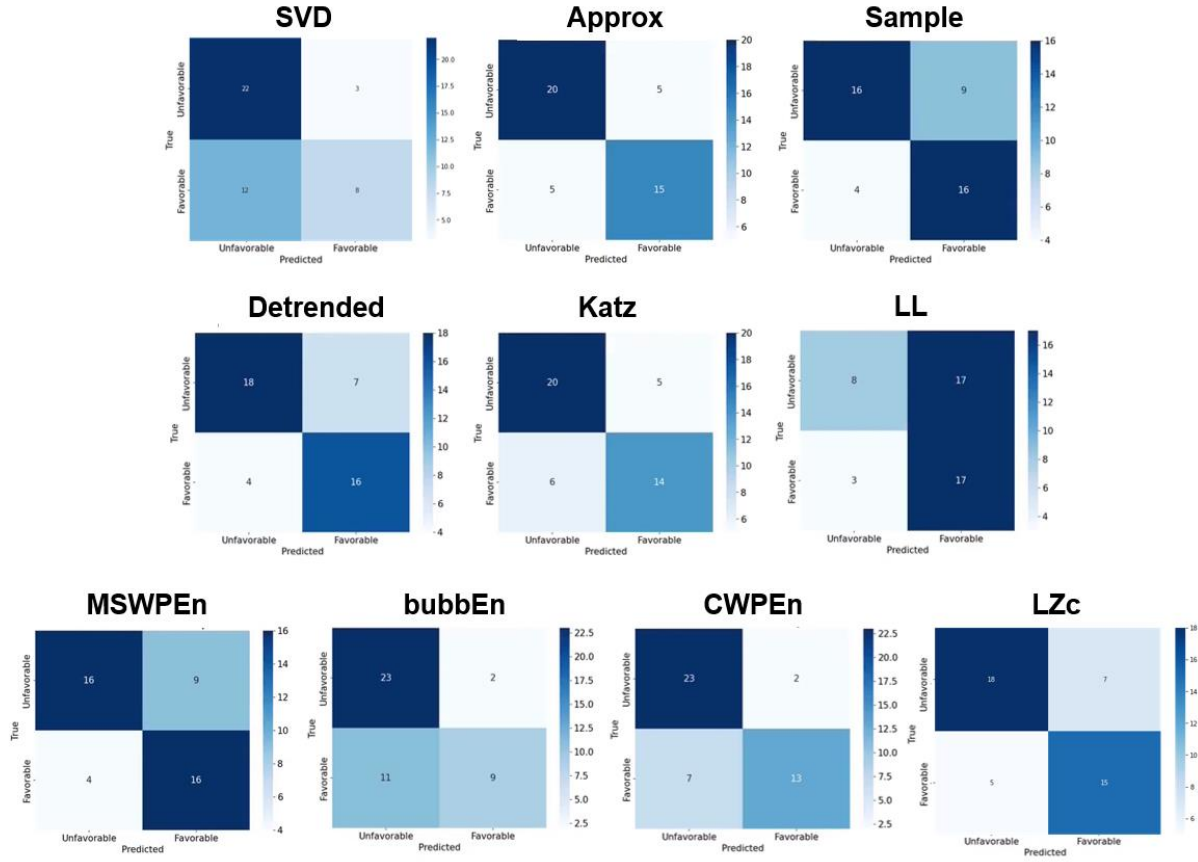 SVD
Unfavorable
Favorable
True
22
3
12
8
Unfavorable
Favorable
Predicted
20.0
17.5
15.0
12.5
10.0
7.5
5.0
Approx
Unfavorable
Favorable
True
20
5
5
15
Unfavorable
Favorable
Predicted
20
18
16
14
12
10
8
6
Sample
Unfavorable
Favorable
True
16
9
4
16
Unfavorable
Favorable
Predicted
16
14
12
10
8
6
4
Detrended
Unfavorable
Favorable
True
18
7
4
16
Unfavorable
Favorable
Predicted
18
16
14
12
10
8
6
4
Katz
Unfavorable
Favorable
True
20
5
6
14
Unfavorable
Favorable
Predicted
20
18
16
14
12
10
8
6
LL
Unfavorable
Favorable
True
8
17
3
17
Unfavorable
Favorable
Predicted
16
14
12
10
8
6
4
MSWPEn
Unfavorable
Favorable
True
16
9
4
16
Unfavorable
Favorable
Predicted
16
14
12
10
8
6
4
bubbEn
Unfavorable
Favorable
True
23
2
11
9
Unfavorable
Favorable
Predicted
22.5
20.0
17.5
15.0
12.5
10.0
7.5
5.0
2.5
CWPEn
Unfavorable
Favorable
True
23
2
7
13
Unfavorable
Favorable
Predicted
22.5
20.0
17.5
15.0
12.5
10.0
7.5
5.0
2.5
LZc
Unfavorable
Favorable
True
18
7
5
15
Unfavorable
Favorable
Predicted
18
16
14
12
10
8
6